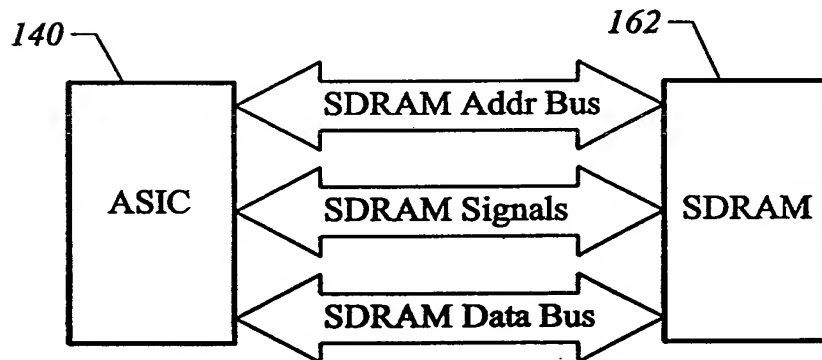 140
162
SDRAM Addr Bus
ASIC
SDRAM Signals
SDRAM
SDRAM Data Bus